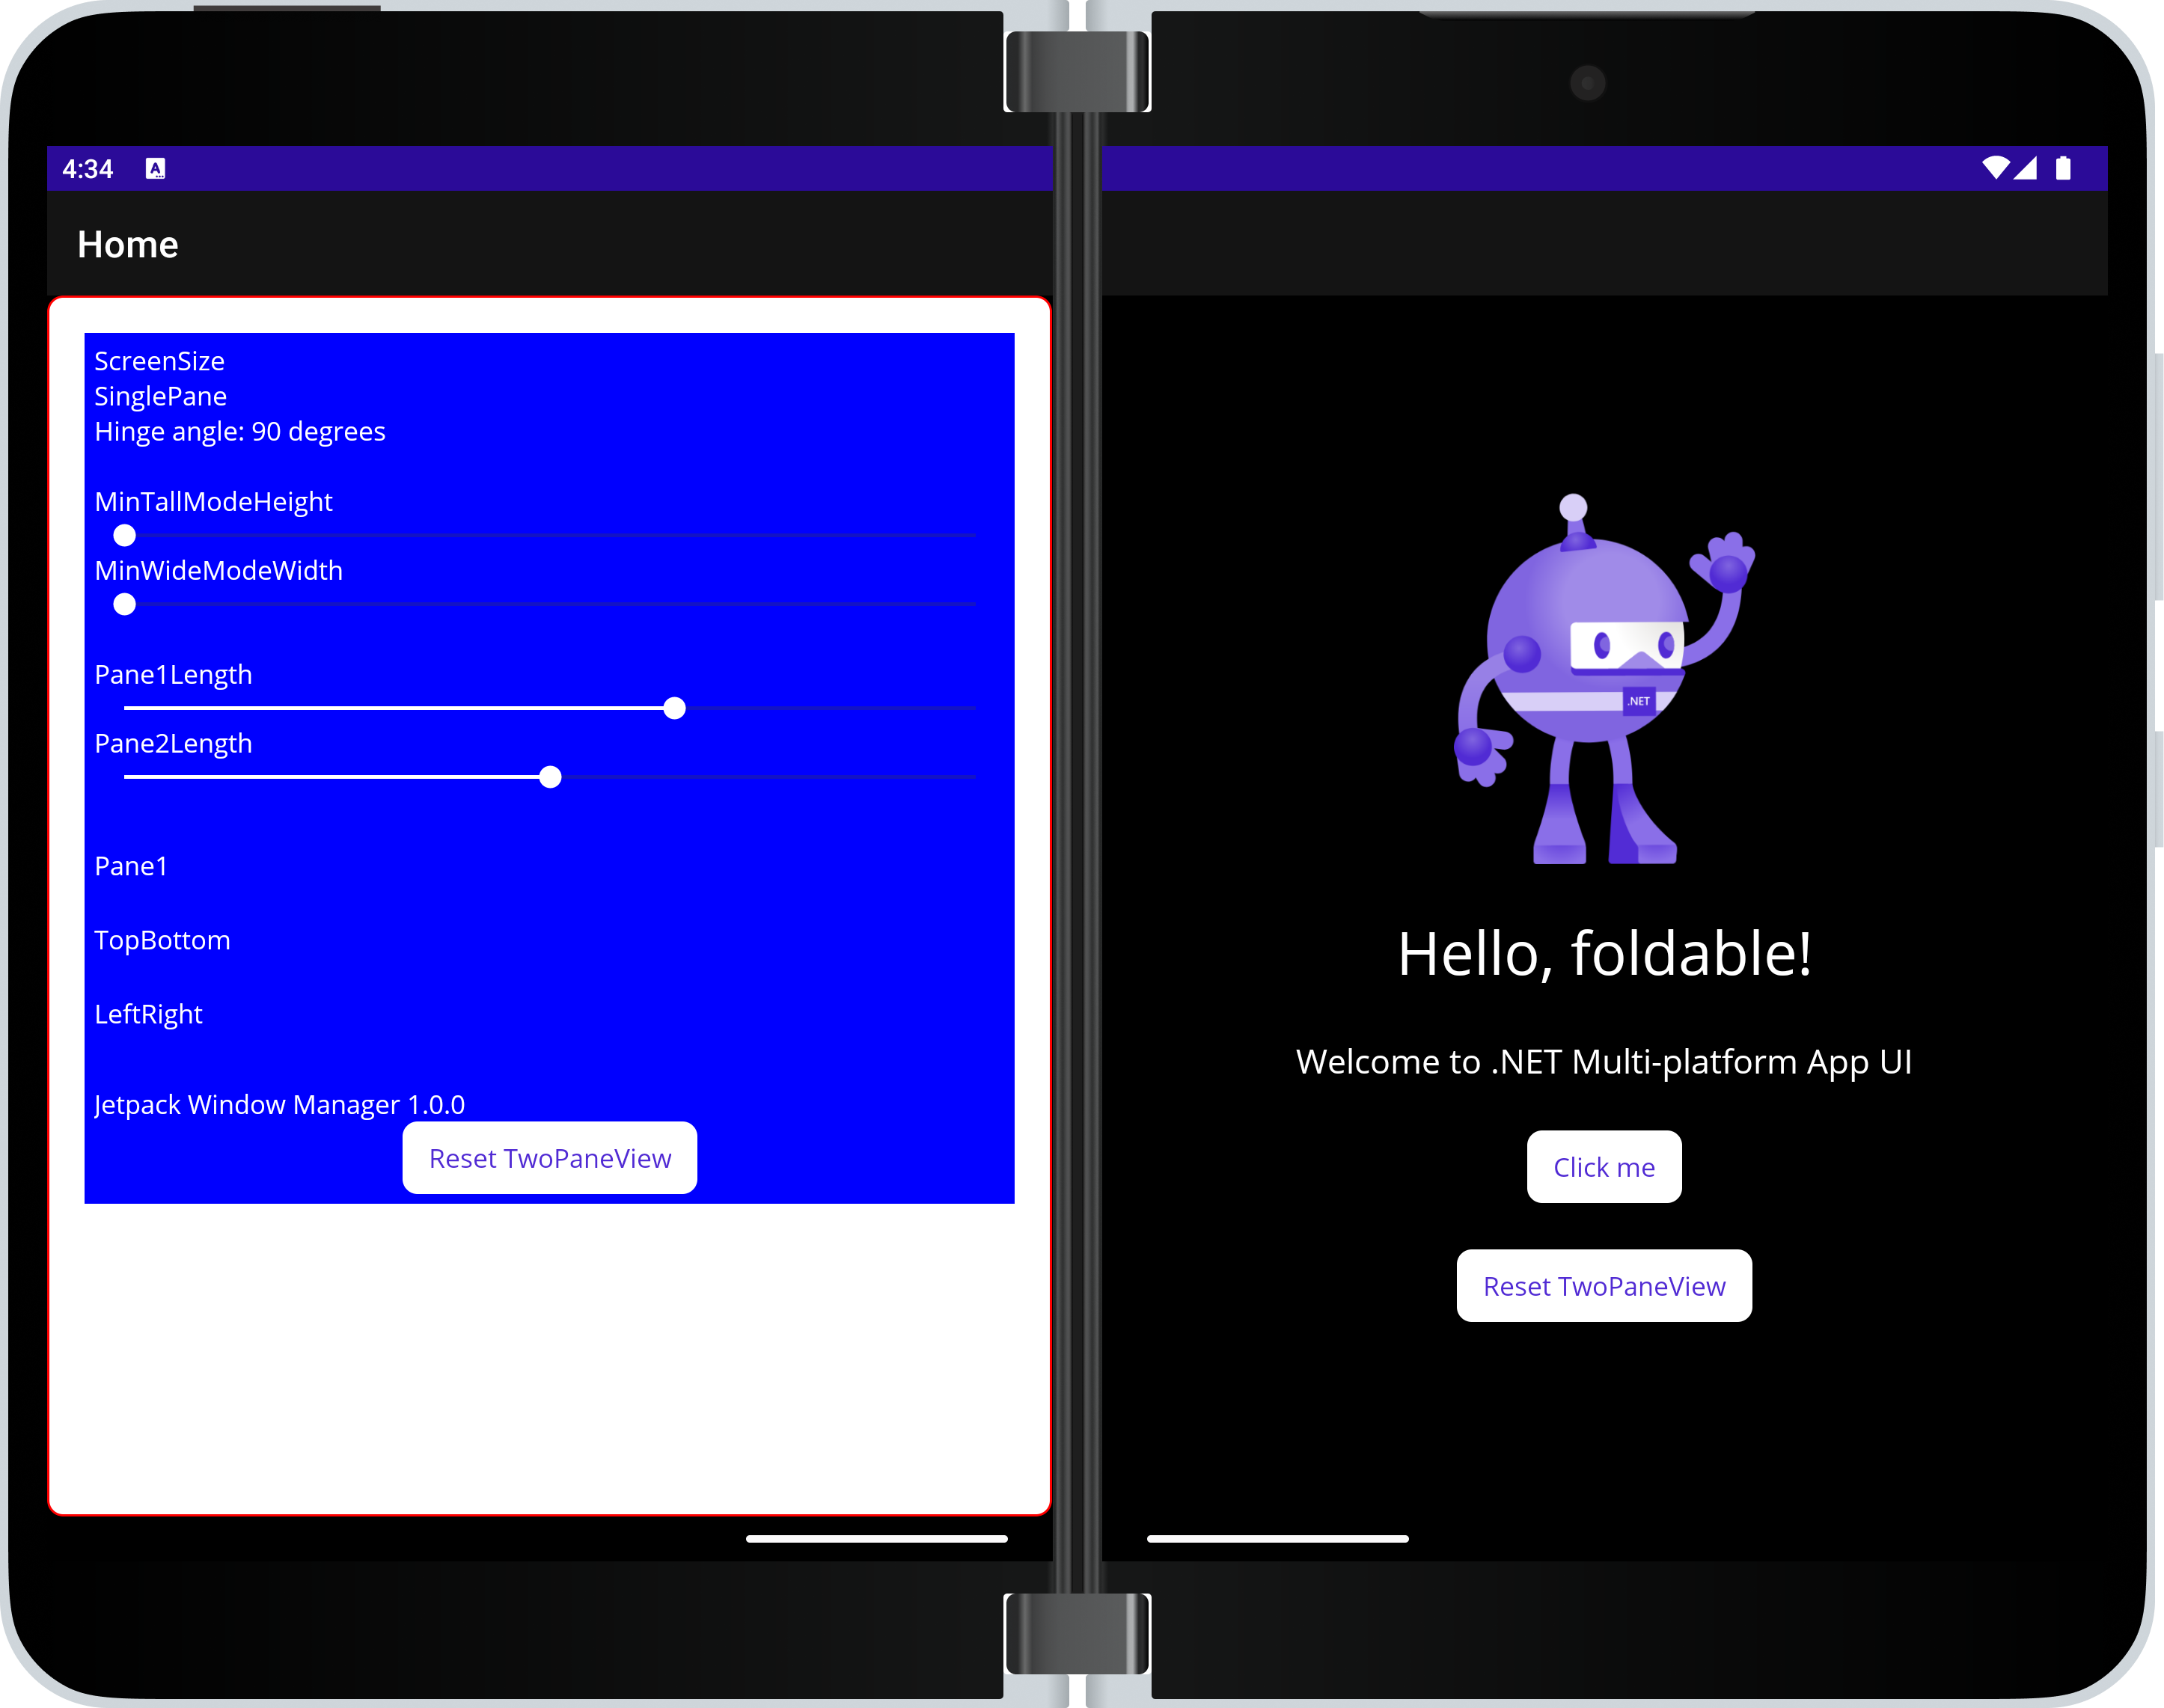 4:34
A
Home
ScreenSize
SinglePane
Hinge angle: 90 degrees
MinTallModeHeight
MinWideModeWidth
Pane1Length
Pane2Length
Pane1
TopBottom
LeftRight
Jetpack Window Manager 1.0.0
Reset TwoPaneView
.NET
Hello, foldable!
Welcome to .NET Multi-platform App UI
Click me
Reset TwoPaneView